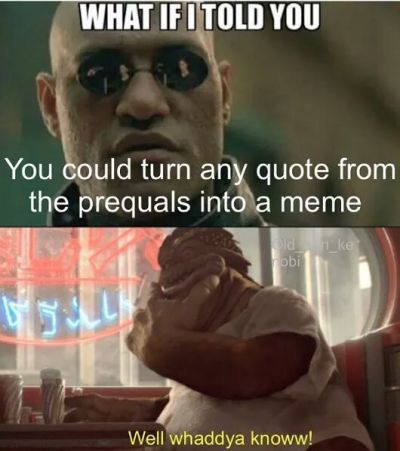 WHAT IF I TOLD YOU
You could turn any quote from
the prequals into a meme
Well whaddya knoww!